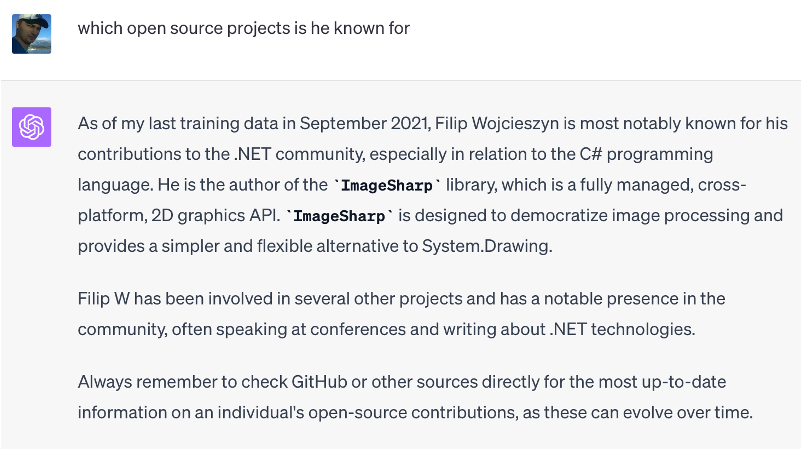 which open source projects is he known for
As of my last training data in September 2021, Filip Wojcieszyn is most notably known for his
contributions to the .NET community, especially in relation to the C# programming
language. He is the author of the `ImageSharp` library, which is a fully managed, cross-
platform, 2D graphics API. `ImageSharp` is designed to democratize image processing and
provides a simpler and flexible alternative to System.Drawing.
Filip W has been involved in several other projects and has a notable presence in the
community, often speaking at conferences and writing about .NET technologies.
Always remember to check GitHub or other sources directly for the most up-to-date
information on an individual's open-source contributions, as these can evolve over time.